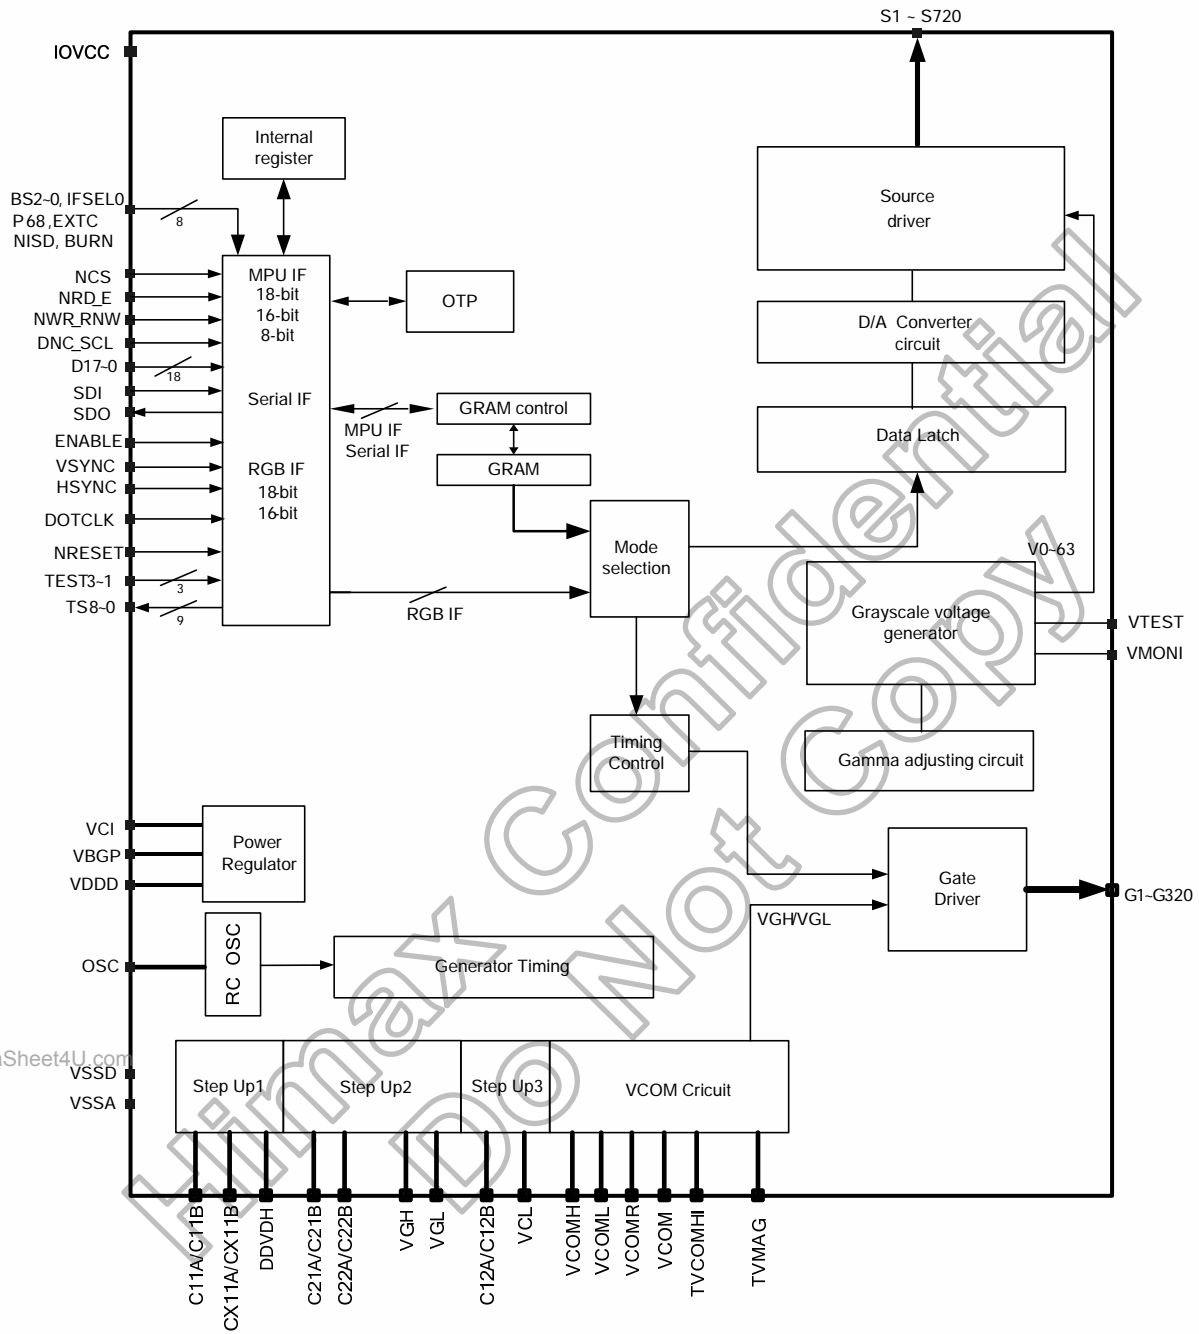 S1 ~ S720
IOVCC
Internal
register
BS2~0, IFSEL0
P68,EXTC
NISD, BURN
8
NCS
NRD_E
NWR_RNW
DNC_SCL
D17~0
18
SDI
SDO
ENABLE
VSYNC
HSYNC
DOTCLK
NRESET
TEST3~1
3
TS8~0
9
MPU IF
18-bit
16-bit
8-bit
Serial IF
RGB IF
18-bit
16-bit
OTP
MPU IF
Serial IF
GRAM control
GRAM
RGB IF
Mode
selection
Timing
Control
Source
driver
D/A Converter
circuit
Data Latch
V0~63
Grayscale voltage
generator
VTEST
VMONI
Gamma adjusting circuit
VCI
VBGP
VDDD
Power
Regulator
Gate
Driver
G1~G320
VGH/VGL
OSC
RC OSC
Generator Timing
aSheet4U.com
VSSD
VSSA
Step Up1
Step Up2
Step Up3
VCOM Cricuit
C11A/C11B
CX11A/CX11B
DDVDH
C21A/C21B
C22A/C22B
VGH
VGL
C12A/C12B
VCL
VCOMH
VCOML
VCOMR
VCOM
TVCOMHI
TVMAG
Himax Confidential
Do Not Copy